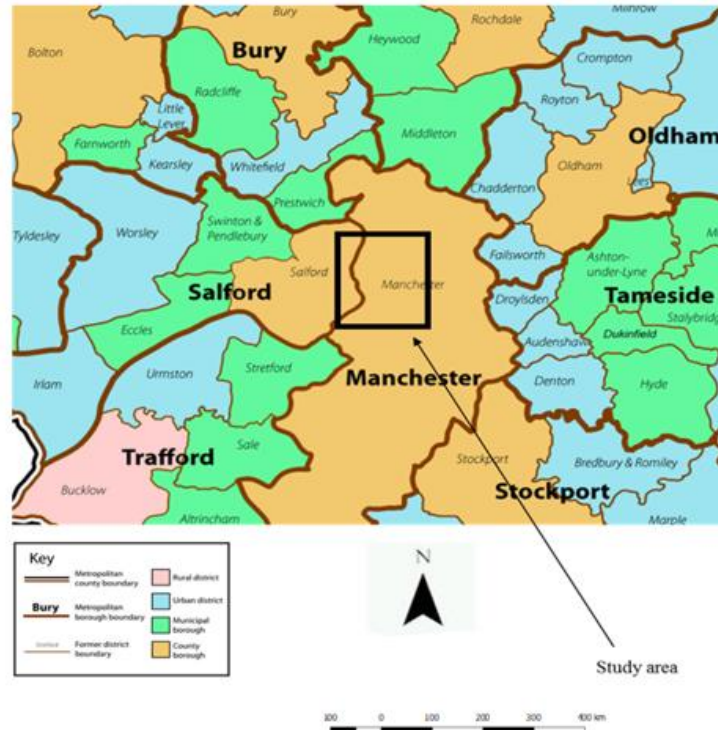 Bury
Milnrow
Bolton
Bury
Heywood
Rochdale
Crompton
Radcliffe
Royton
Little
Lever
Middleton
Oldham
Farnworth
Oldham
Kearsley
Whitefield
Chadderton
Lees
Prestwich
Swinton &
Pendlebury
Tyldesley
Worsley
Failsworth
Ashton-
under-Lyne
Salford
Manchester
Salford
Droylsden
Tameside
Stalybridg
Eccles
Audenshaw
Dukinfield
Irlam
Urmston
Stretford
Manchester
Denton
Hyde
Trafford
Sale
Stockport
Bredbury & Romiley
Bucklow
Stockport
Altrincham
Marple
Key
Metropolitan
county boundary
Rural district
Bury
Metropolitan
borough boundary
Urban district
Municipal
borough
Former district
boundary
County
borough
N
Study area
100 0 100 200 300 400 km